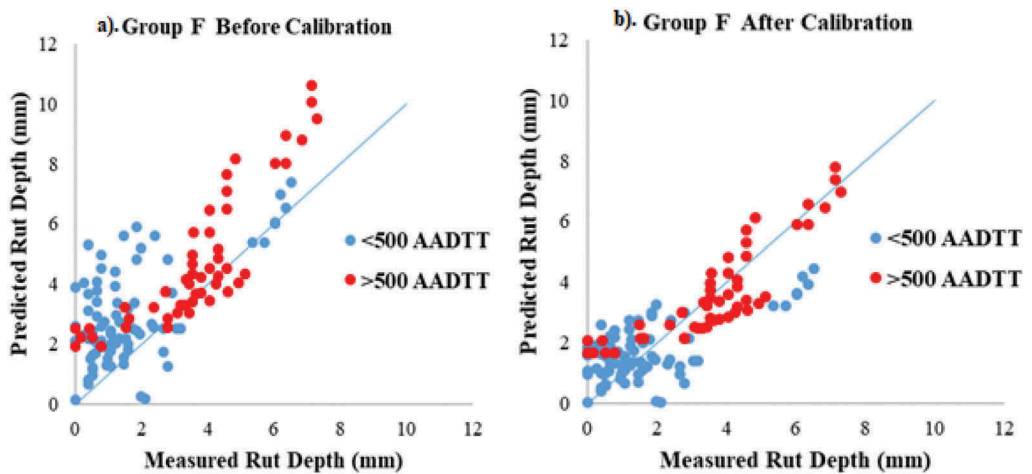 a). Group F Before Calibration
12
10
8
6
4
2
0
Predicted Rut Depth (mm)
<500 AADTT
>500 AADTT
0 2 4 6 8 10 12
Measured Rut Depth (mm)
b). Group F After Calibration
12
10
8
6
4
2
0
Predicted Rut Depth (mm)
<500 AADTT
>500 AADTT
0 2 4 6 8 10 12
Measured Rut Depth (mm)